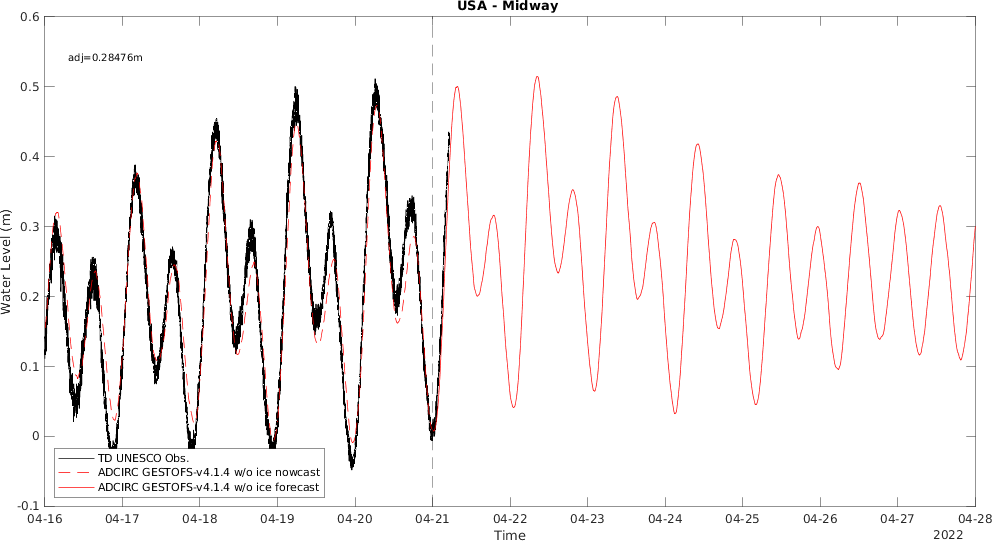 USA - Midway
adj=0.28476m
Water Level (m)
0.6
0.5
0.4
0.3
0.2
0.1
0
-0.1
TD UNESCO Obs.
ADCIRC GESTOFS-v4.1.4 w/o ice nowcast
ADCIRC GESTOFS-v4.1.4 w/o ice forecast
04-16 04-17 04-18 04-19 04-20 04-21 04-22 04-23 04-24 04-25 04-26 04-27 04-28
Time
2022